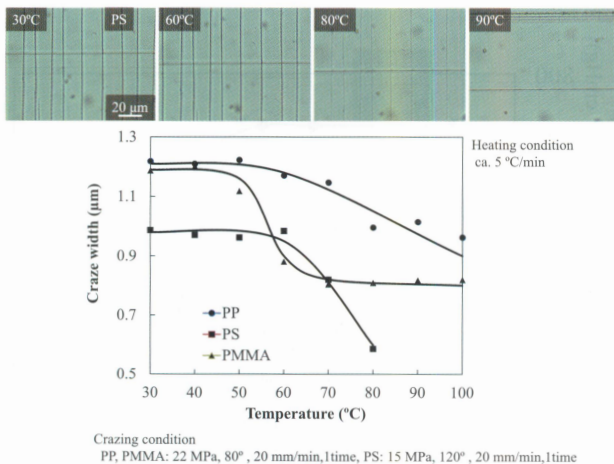 30ºC PS 60ºC 80ºC 90ºC
20 µm
Heating condition
ca. 5 ºC/min
1.3
1.1
0.9
0.7
0.5
Craze width (µm)
PP
PS
PMMA
30 40 50 60 70 80 90 100
Temperature (ºC)
Crazing condition
PP, PMMA: 22 MPa, 80º , 20 mm/min,1time, PS: 15 MPa, 120º , 20 mm/min,1time